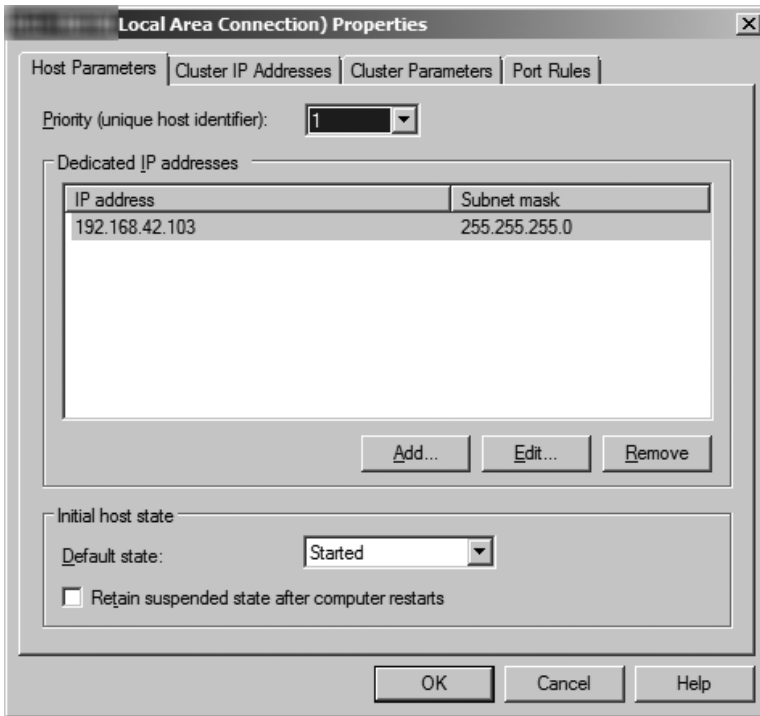 Local Area Connection) Properties
Host Parameters Cluster IP Addresses Cluster Parameters Port Rules
Priority (unique host identifier): 1
Dedicated IP addresses
IP address Subnet mask
192.168.42.103 255.255.255.0
Add... Edit... Remove
Initial host state
Default state: Started
Retain suspended state after computer restarts
OK Cancel Help